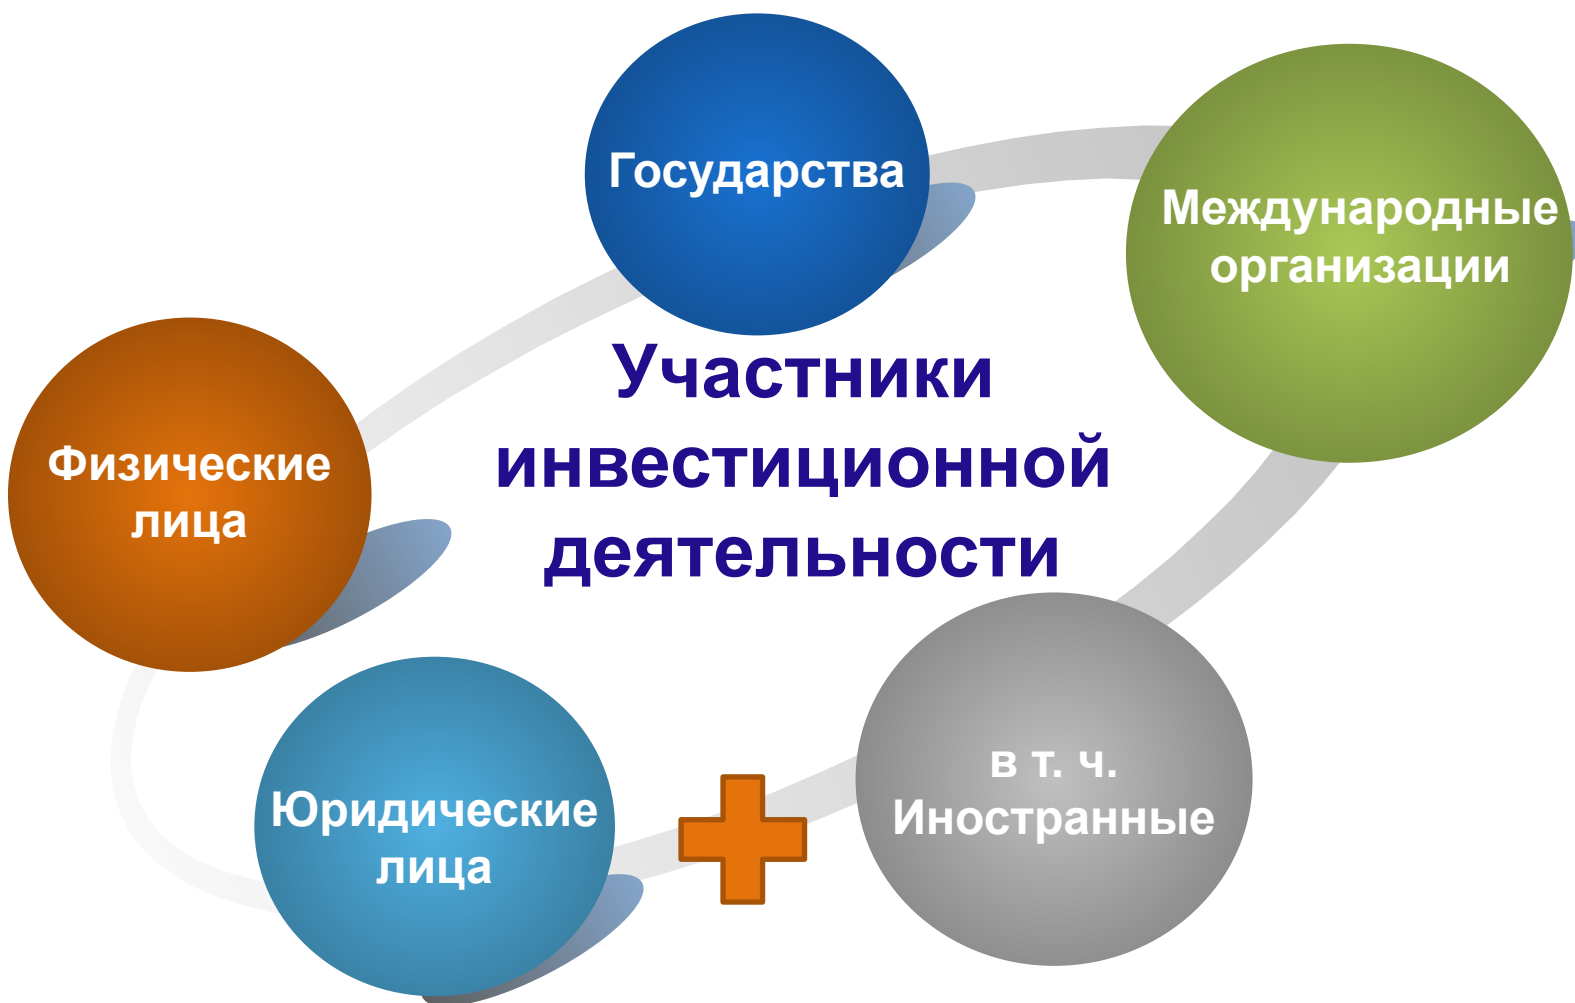 Государства
Международные
организации
Участники
инвестиционной
деятельности
Физические
лица
Юридические
лица
в т. ч.
Иностранные